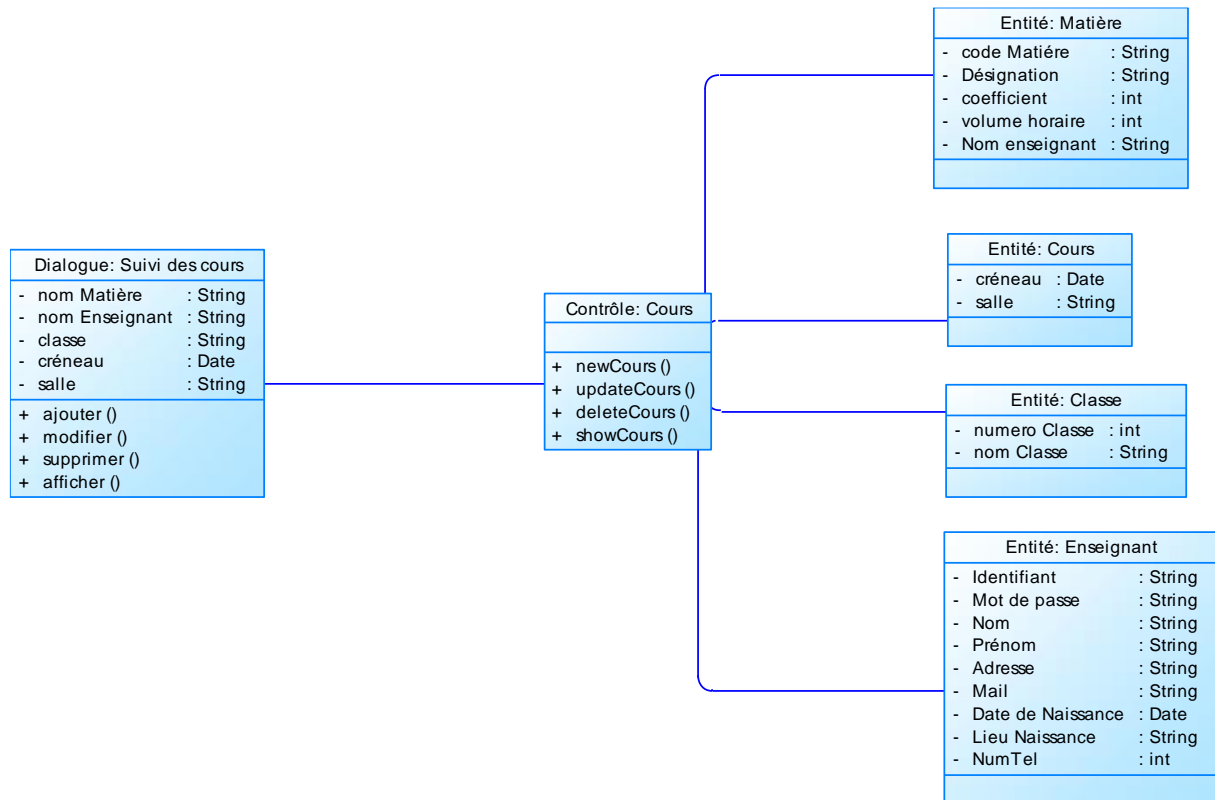 Entité: Matière
- code Matiére : String
- Désignation : String
- coefficient : int
- volume horaire : int
- Nom enseignant : String
Dialogue: Suivi des cours
- nom Matière : String
- nom Enseignant : String
- classe : String
- créneau : Date
- salle : String
+ ajouter ()
+ modifier ()
+ supprimer ()
+ afficher ()
Contrôle: Cours
+ newCours ()
+ updateCours ()
+ deleteCours ()
+ showCours ()
Entité: Cours
- créneau : Date
- salle : String
Entité: Classe
- numero Classe : int
- nom Classe : String
Entité: Enseignant
- Identifiant : String
- Mot de passe : String
- Nom : String
- Prénom : String
- Adresse : String
- Mail : String
- Date de Naissance : Date
- Lieu Naissance : String
- NumTel : int